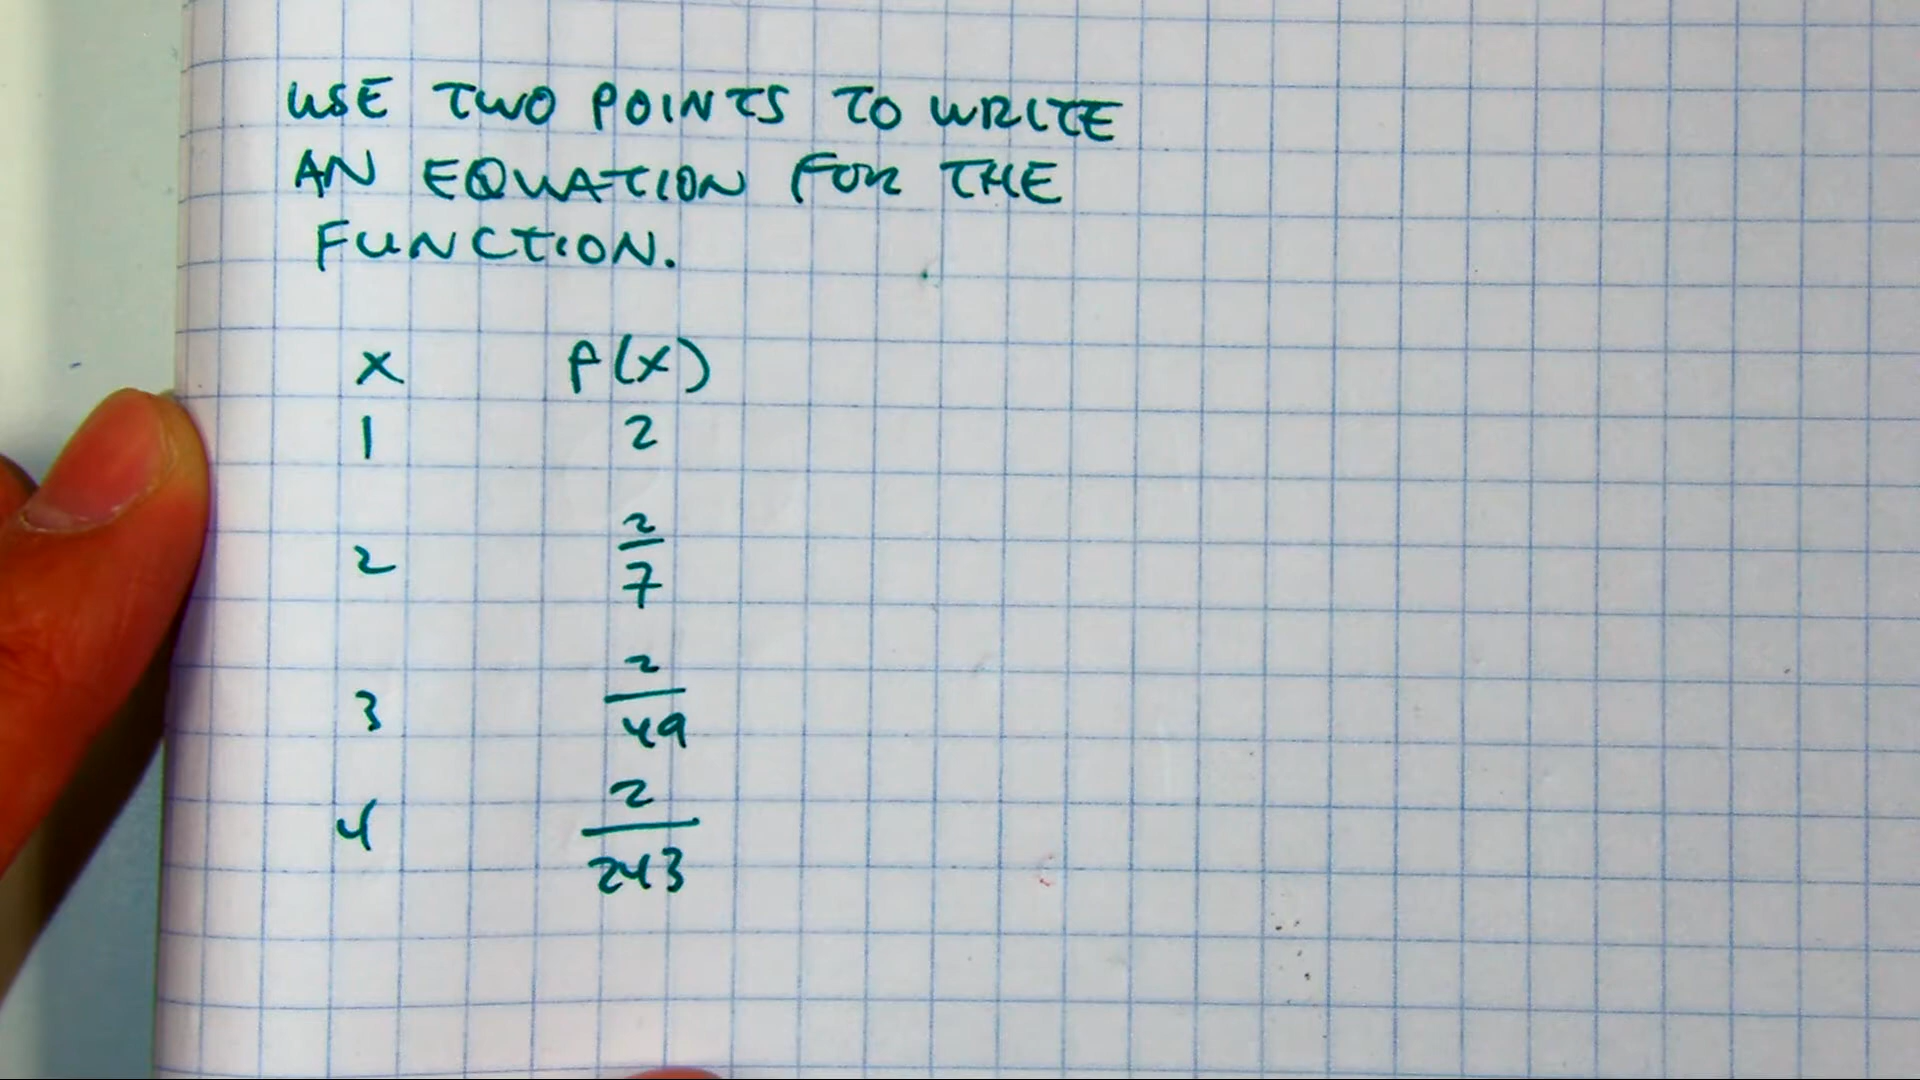 USE TWO POINTS TO WRITE
AN EQUATION FOR THE
FUNCTION.
x f(x)
1 2
2 2/7
3 2/49
4 2/243